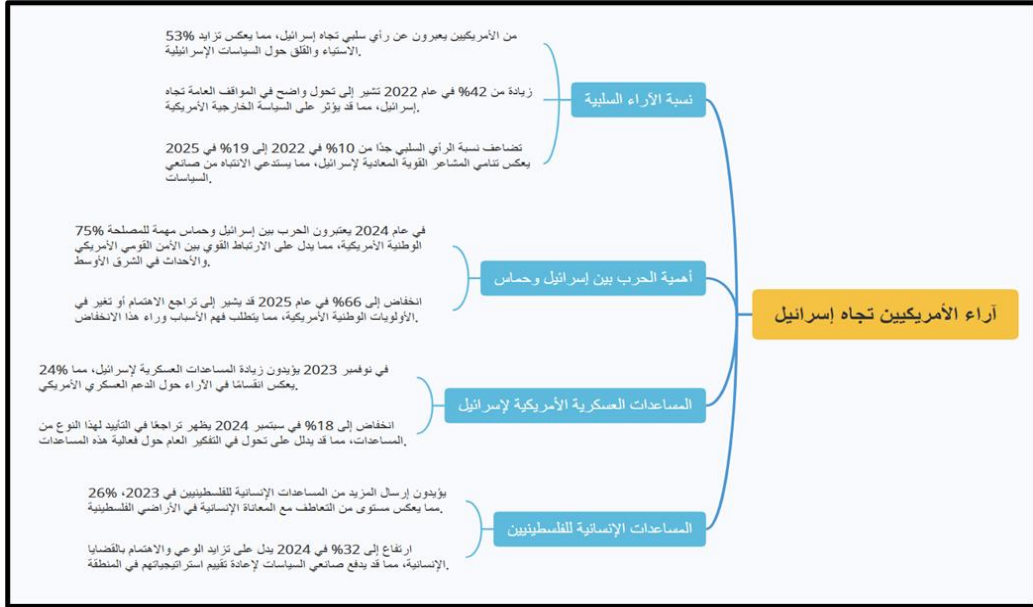 آراء الأمريكيين تجاه إسرائيل
نسبة الآراء السلبية
53% من الأمريكيين يعبرون عن رأي سلبي تجاه إسرائيل، مما يعكس تزايد
الاستياء والقلق حول السياسات الإسرائيلية.
زيادة من 42% في عام 2022 تشير إلى تحول واضح في المواقف العامة تجاه
إسرائيل، مما قد يؤثر على السياسة الخارجية الأمريكية.
تضاعف نسبة الرأي السلبي جدًا من 10% في 2022 إلى 19% في 2025
يعكس تنامي المشاعر القوية المعادية لإسرائيل، مما يستدعي الانتباه من صانعي
السياسات.
أهمية الحرب بين إسرائيل وحماس
75% في عام 2024 يعتبرون الحرب بين إسرائيل وحماس مهمة للمصلحة
الوطنية الأمريكية، مما يدل على الارتباط القوي بين الأمن القومي الأمريكي
والأحداث في الشرق الأوسط.
انخفاض إلى 66% في عام 2025 قد يشير إلى تراجع الاهتمام أو تغير في
الأولويات الوطنية الأمريكية، مما يتطلب فهم الأسباب وراء هذا الانخفاض.
المساعدات العسكرية الأمريكية لإسرائيل
24% في نوفمبر 2023 يؤيدون زيادة المساعدات العسكرية لإسرائيل، مما
يعكس انقسامًا في الآراء حول الدعم العسكري الأمريكي.
انخفاض إلى 18% في سبتمبر 2024 يظهر تراجعًا في التأييد لهذا النوع من
المساعدات، مما قد يدلل على تحول في التفكير العام حول فعالية هذه المساعدات.
المساعدات الإنسانية للفلسطينيين
26% يؤيدون إرسال المزيد من المساعدات الإنسانية للفلسطينيين في 2023،
مما يعكس مستوى من التعاطف مع المعاناة الإنسانية في الأراضي الفلسطينية.
ارتفاع إلى 32% في 2024 يدل على تزايد الوعي والاهتمام بالقضايا
الإنسانية، مما قد يدفع صانعي السياسات لإعادة تقييم استراتيجياتهم في المنطقة.